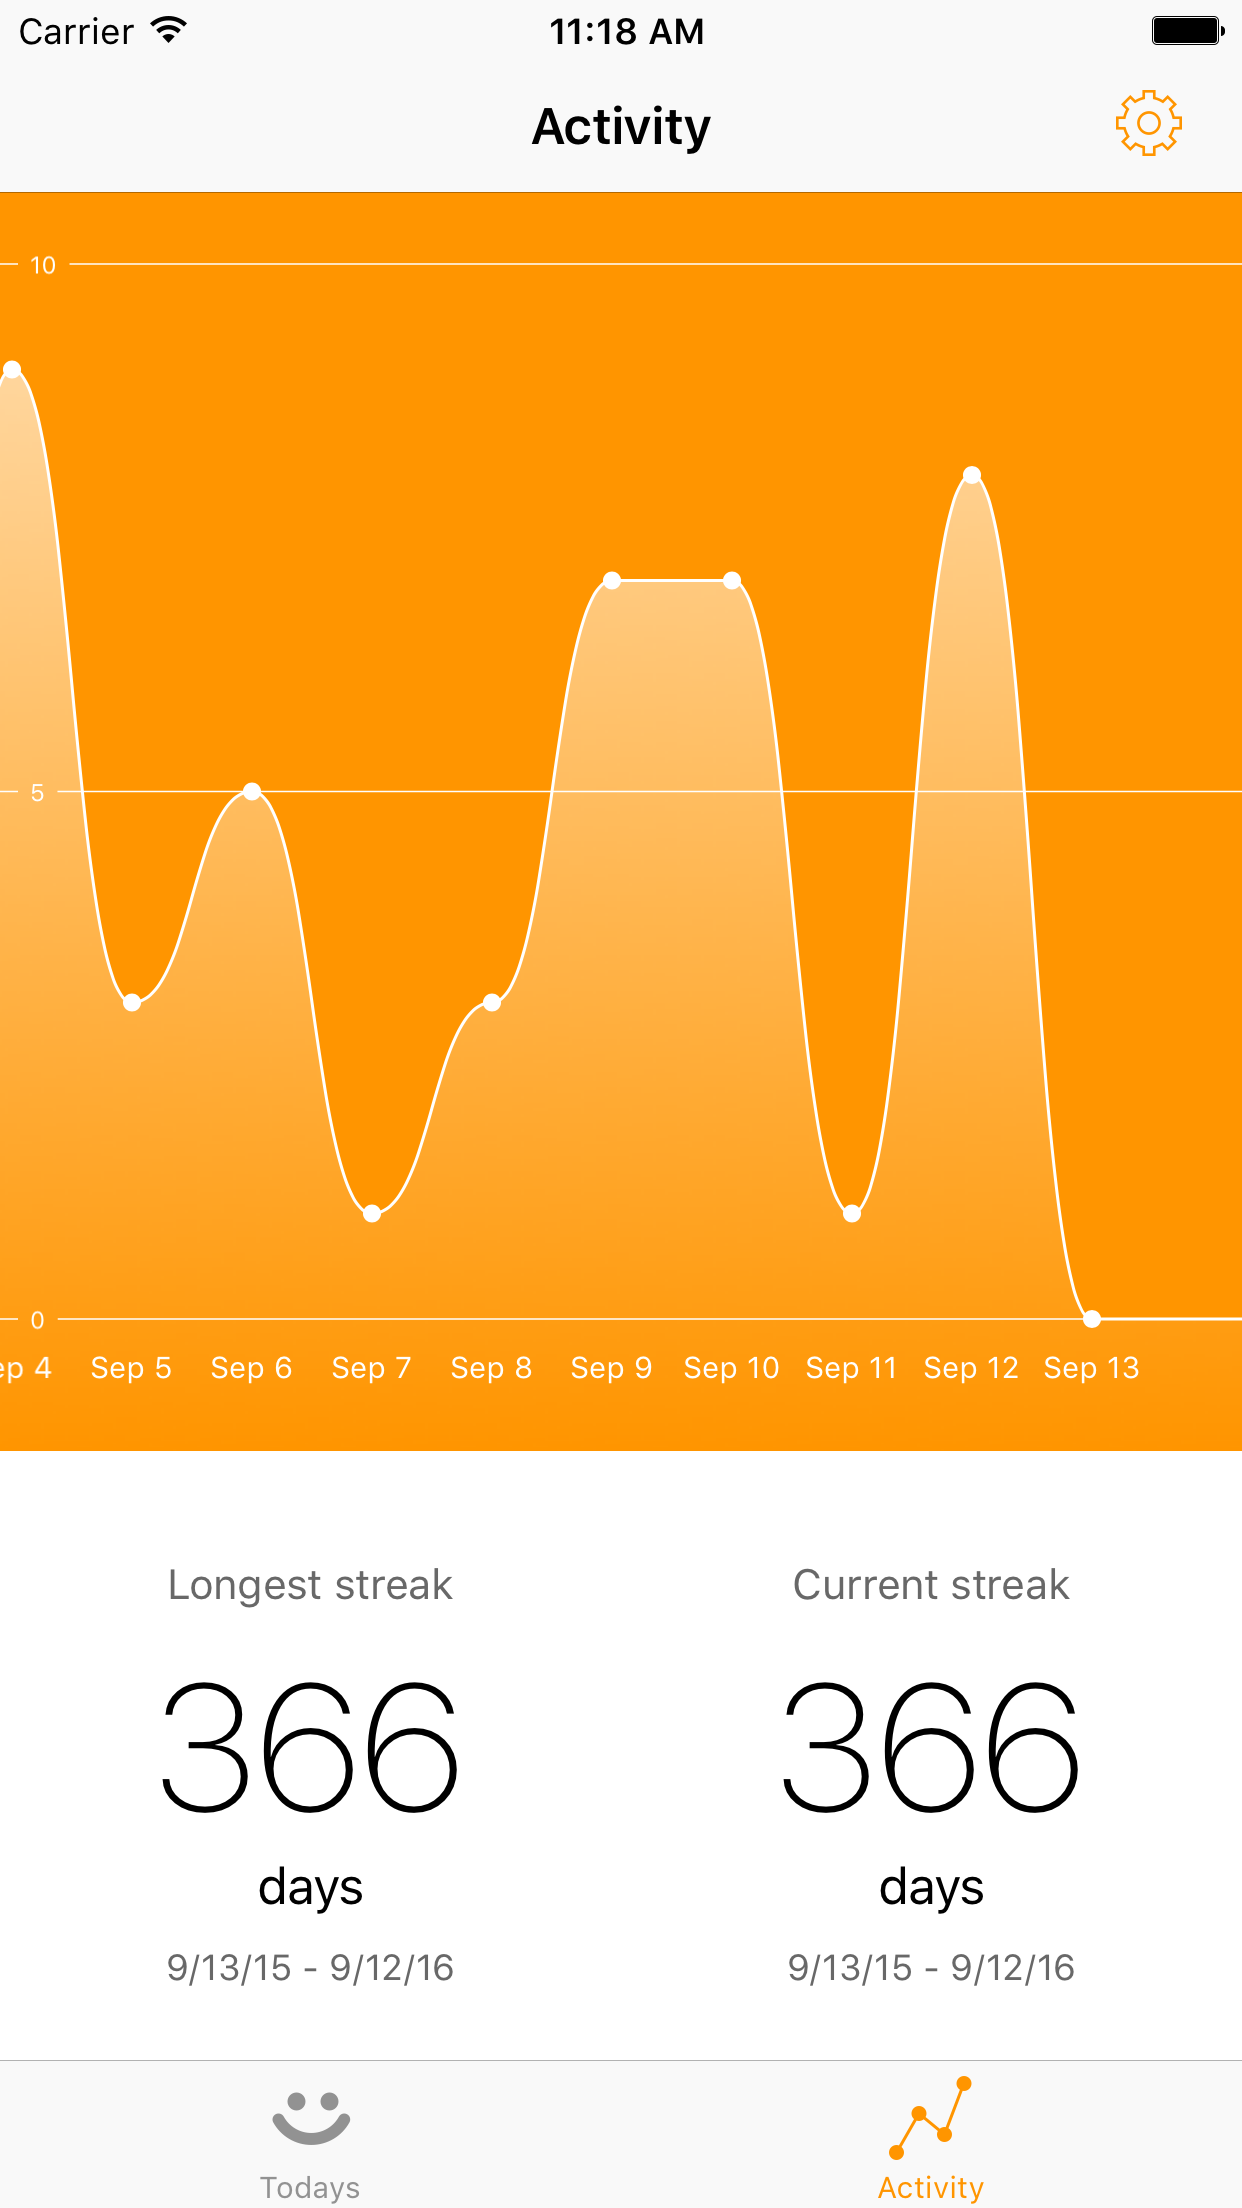 Carrier 11:18 AM
Activity
10
5
0
ep 4 Sep 5 Sep 6 Sep 7 Sep 8 Sep 9 Sep 10 Sep 11 Sep 12 Sep 13
Longest streak Current streak
366 366
days days
9/13/15 - 9/12/16 9/13/15 - 9/12/16
Todays Activity